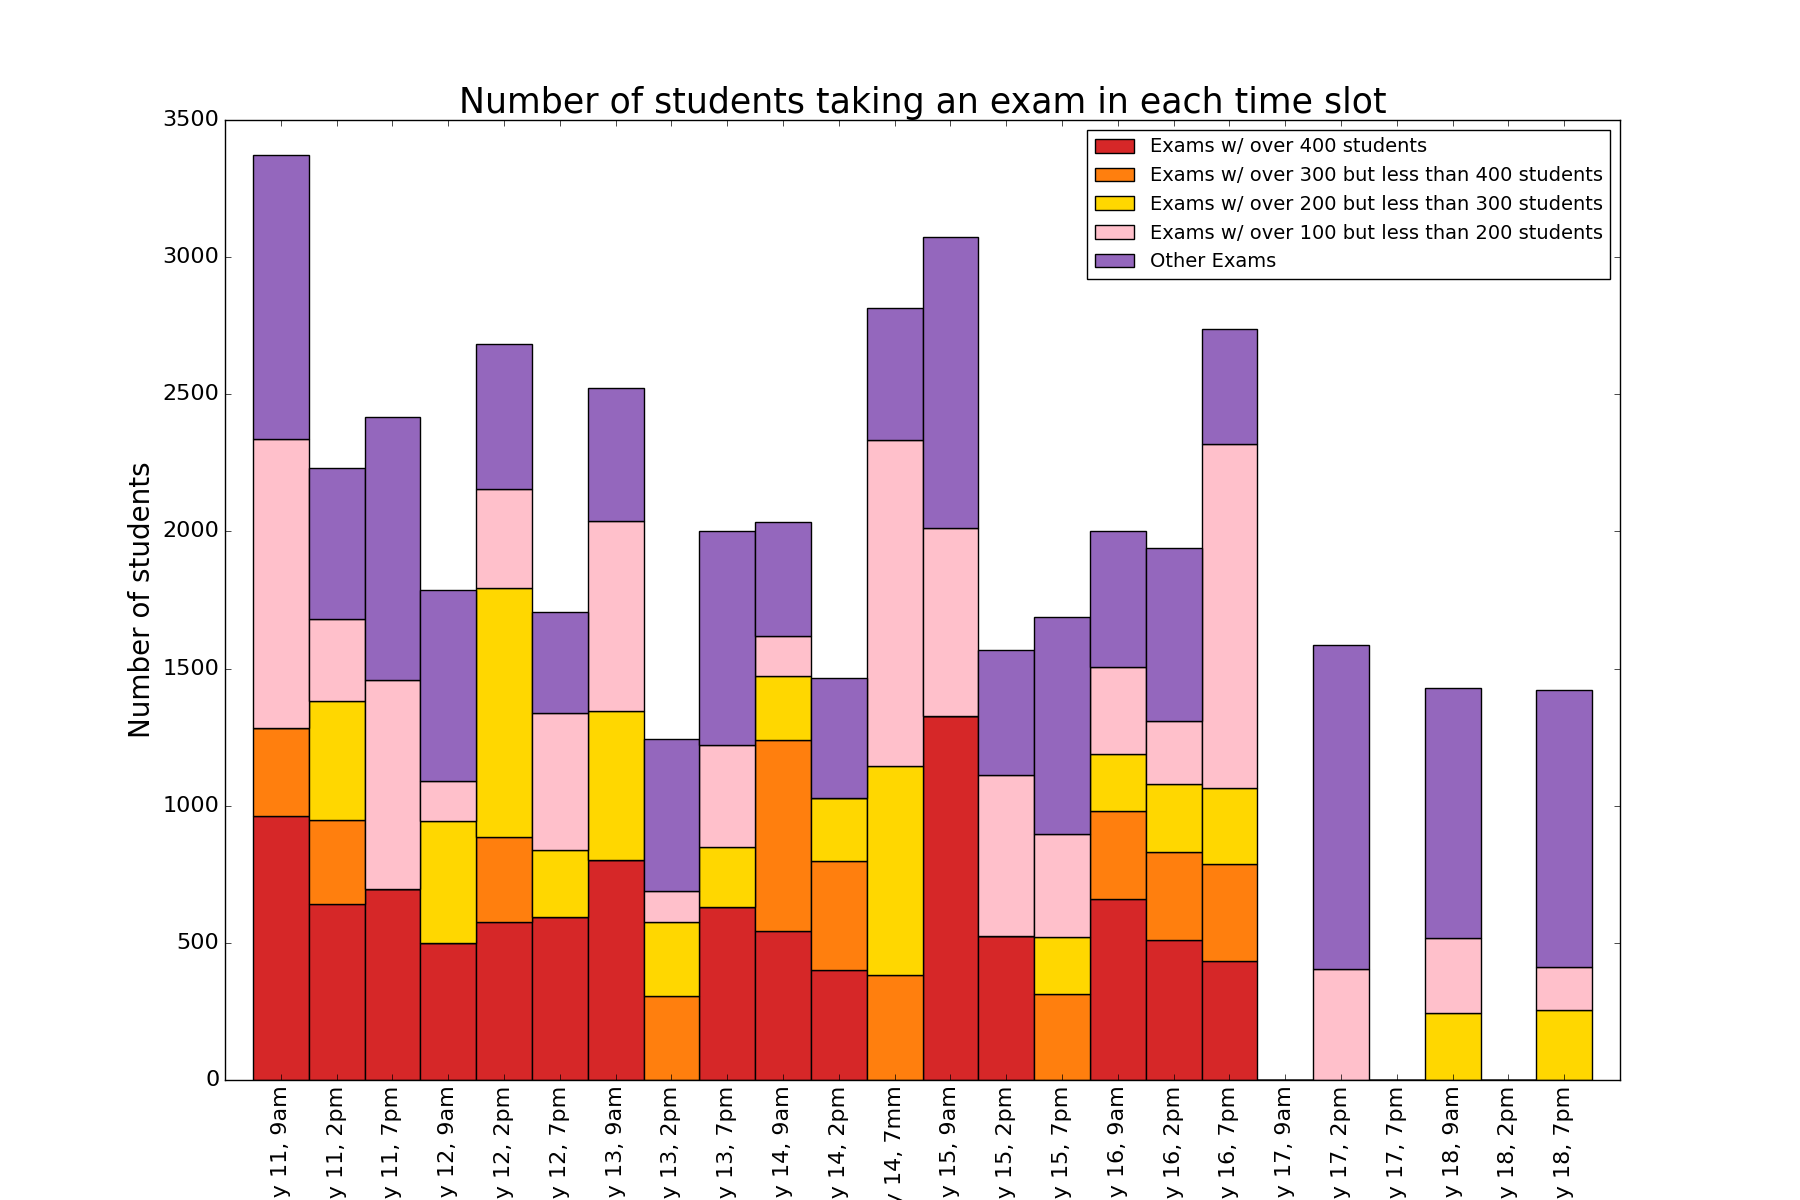 Number of students taking an exam in each time slot
Number of students
3500
3000
2500
2000
1500
1000
500
0
Exams w/ over 400 students
Exams w/ over 300 but less than 400 students
Exams w/ over 200 but less than 300 students
Exams w/ over 100 but less than 200 students
Other Exams
y 11, 9am
y 11, 2pm
y 11, 7pm
y 12, 9am
y 12, 2pm
y 12, 7pm
y 13, 9am
y 13, 2pm
y 13, 7pm
y 14, 9am
y 14, 2pm
y 14, 7mm
y 15, 9am
y 15, 2pm
y 15, 7pm
y 16, 9am
y 16, 2pm
y 16, 7pm
y 17, 9am
y 17, 2pm
y 17, 7pm
y 18, 9am
y 18, 2pm
y 18, 7pm